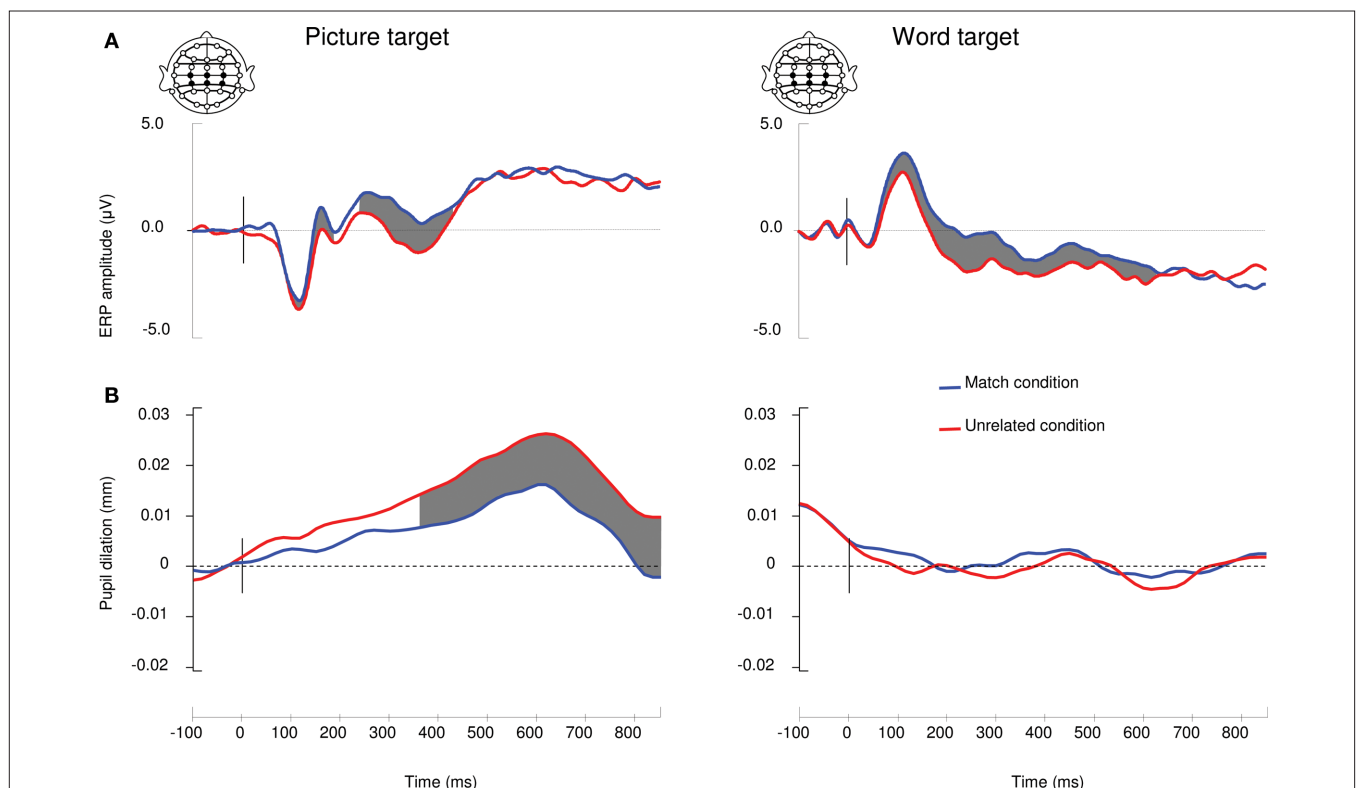 A
Picture target
Word target
5.0
0.0
-5.0
ERP amplitude (µV)
5.0
0.0
-5.0
B
Match condition
Unrelated condition
0.03
0.02
0.01
0
-0.01
-0.02
Pupil dilation (mm)
0.03
0.02
0.01
0
-0.01
-0.02
-100 0 100 200 300 400 500 600 700 800
Time (ms)
-100 0 100 200 300 400 500 600 700 800
Time (ms)